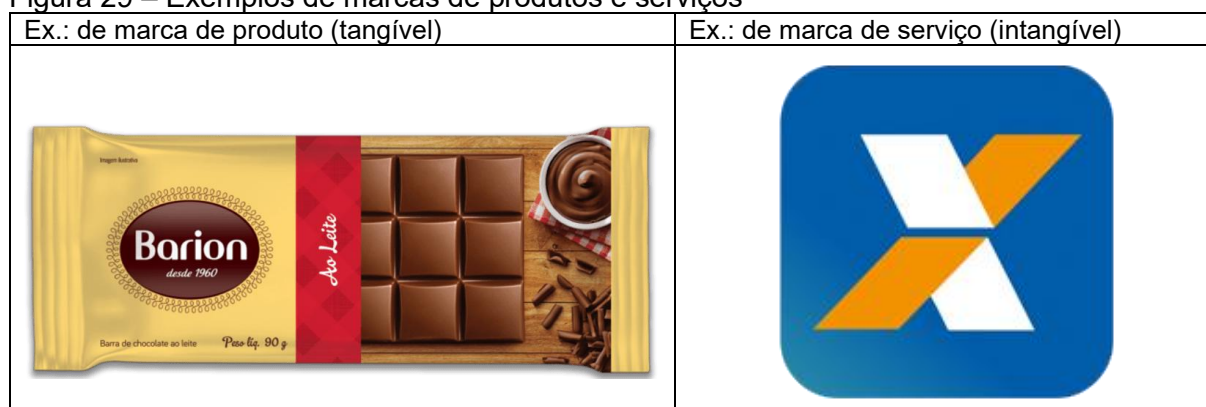 Figura 29 – Exemplos de marcas de produtos e serviços
Ex.: de marca de produto (tangível)
Ex.: de marca de serviço (intangível)
Imagem ilustrativa
Barion
desde 1960
Ao Leite
Barra de chocolate ao leite
Peso líq. 90 g